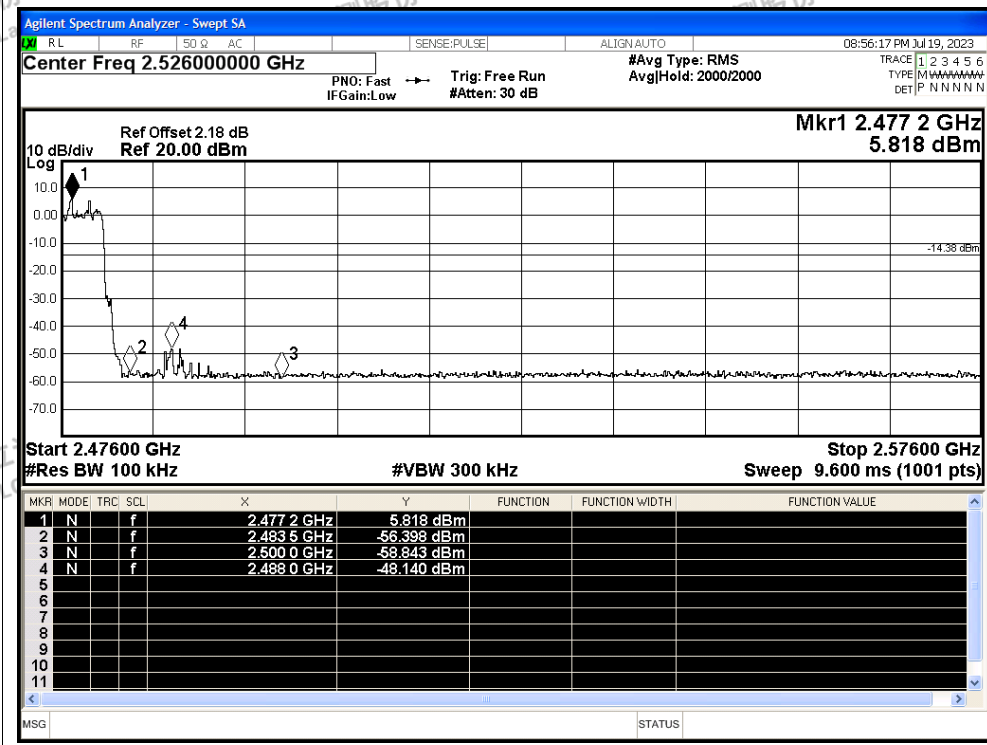 Agilent Spectrum Analyzer - Swept SA
LXI RL RF 50 Ω AC SENSE:PULSE ALIGN AUTO 08:56:17 PM Jul 19, 2023
Center Freq 2.526000000 GHz #Avg Type: RMS TRACE 1 2 3 4 5 6
PNO: Fast Trig: Free Run Avg|Hold: 2000/2000 TYPE M
IFGain:Low #Atten: 30 dB DET P N N N N N
Mkr1 2.477 2 GHz
Ref Offset 2.18 dB
10 dB/div Ref 20.00 dBm 5.818 dBm
Log
1
10.0
0.00
-10.0
-14.38 dBm
-20.0
-30.0
-40.0
4
-50.0
2
3
-60.0
-70.0
Start 2.47600 GHz Stop 2.57600 GHz
#Res BW 100 kHz #VBW 300 kHz Sweep 9.600 ms (1001 pts)
MKR MODE TRC SCL X Y FUNCTION FUNCTION WIDTH FUNCTION VALUE
1 N f 2.477 2 GHz 5.818 dBm
2 N f 2.483 5 GHz -56.398 dBm
3 N f 2.500 0 GHz -58.843 dBm
4 N f 2.488 0 GHz -48.140 dBm
5
6
7
8
9
10
11
MSG STATUS